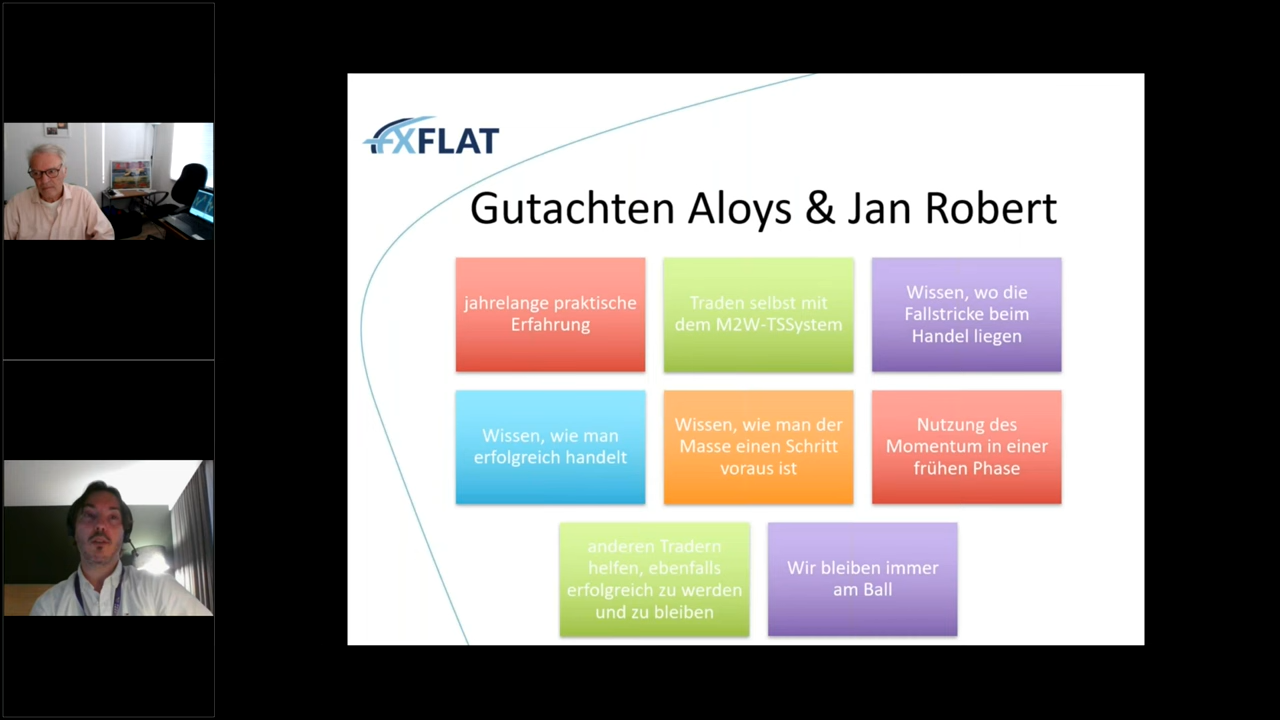 FXFLAT
Gutachten Aloys & Jan Robert
jahrelange praktische
Erfahrung
Traden selbst mit
dem M2W-TSSystem
Wissen, wo die
Fallstricke beim
Handel liegen
Wissen, wie man
erfolgreich handelt
Wissen, wie man der
Masse einen Schritt
voraus ist
Nutzung des
Momentum in einer
frühen Phase
anderen Tradern
helfen, ebenfalls
erfolgreich zu werden
und zu bleiben
Wir bleiben immer
am Ball